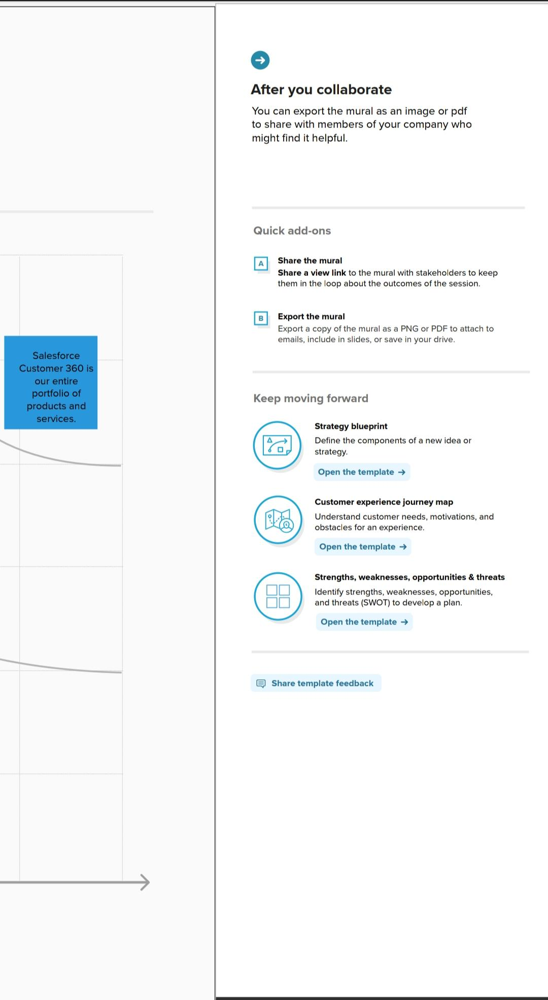 After you collaborate
You can export the mural as an image or pdf
to share with members of your company who
might find it helpful.
Quick add-ons
A
Share the mural
Share a view link to the mural with stakeholders to keep
them in the loop about the outcomes of the session.
B
Export the mural
Export a copy of the mural as a PNG or PDF to attach to
emails, include in slides, or save in your drive.
Salesforce
Customer 360 is
our entire
portfolio of
products and
services.
Keep moving forward
Strategy blueprint
Define the components of a new idea or
strategy.
Open the template →
Customer experience journey map
Understand customer needs, motivations, and
obstacles for an experience.
Open the template →
Strengths, weaknesses, opportunities & threats
Identify strengths, weaknesses, opportunities,
and threats (SWOT) to develop a plan.
Open the template →
Share template feedback